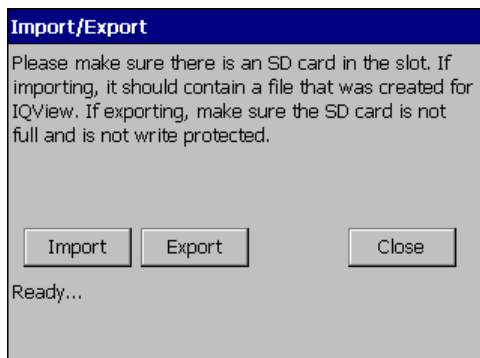 Import/Export
Please make sure there is an SD card in the slot. If
importing, it should contain a file that was created for
IQView. If exporting, make sure the SD card is not
full and is not write protected.
Import Export Close
Ready...